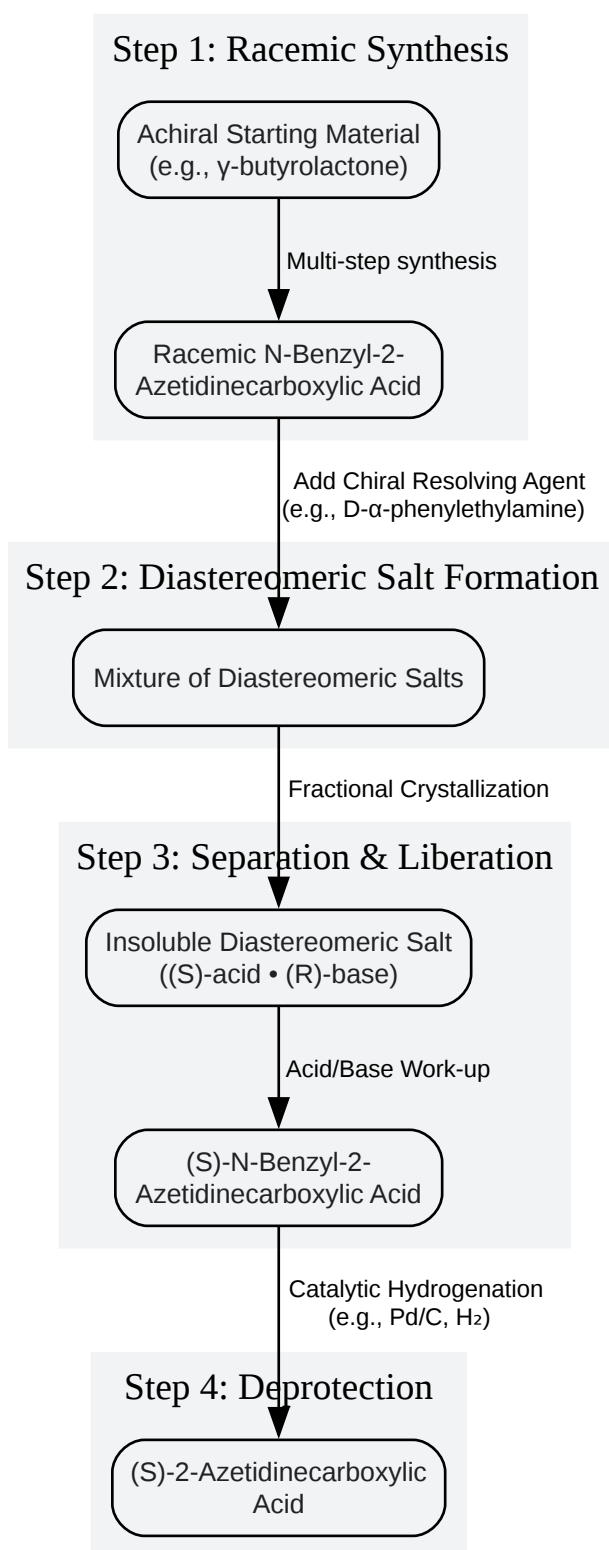 Step 1: Racemic Synthesis
Achiral Starting Material
(e.g., γ-butyrolactone)
Multi-step synthesis
Racemic N-Benzyl-2-
Azetidinecarboxylic Acid
Add Chiral Resolving Agent
(e.g., D-α-phenylethylamine)
Step 2: Diastereomeric Salt Formation
Mixture of Diastereomeric Salts
Fractional Crystallization
Step 3: Separation & Liberation
Insoluble Diastereomeric Salt
((S)-acid • (R)-base)
Acid/Base Work-up
(S)-N-Benzyl-2-
Azetidinecarboxylic Acid
Catalytic Hydrogenation
(e.g., Pd/C, H₂)
Step 4: Deprotection
(S)-2-Azetidinecarboxylic
Acid